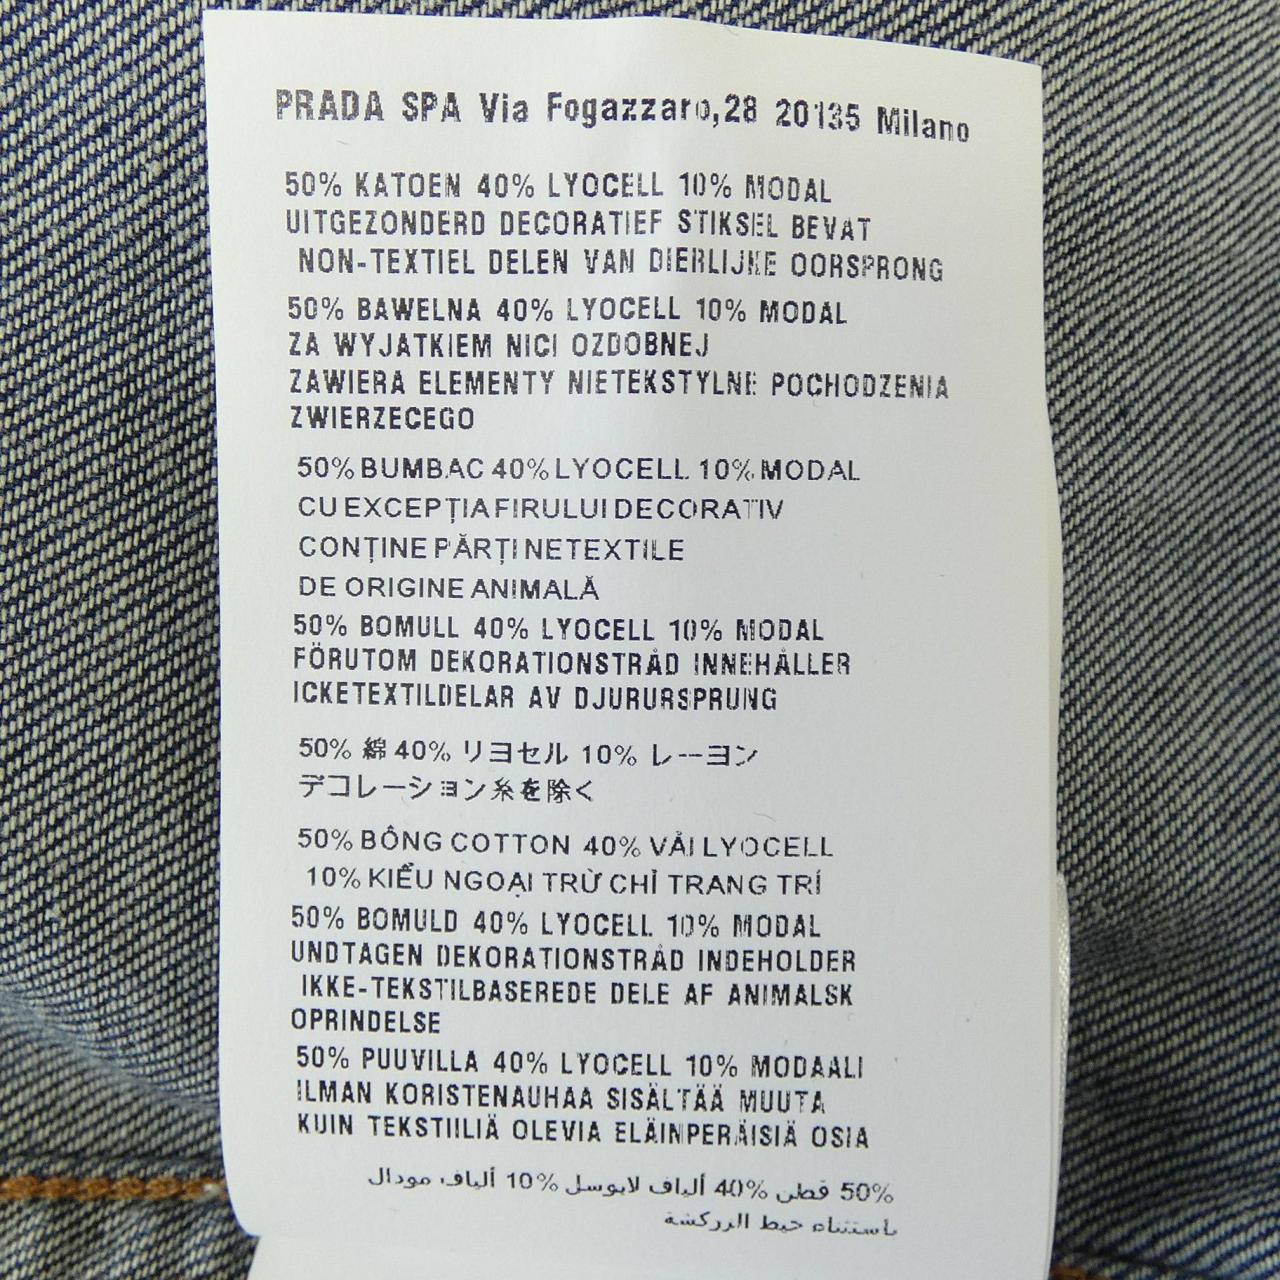 PRADA SPA Via Fogazzaro,28 20135 Milano
50% KATOEN 40% LYOCELL 10% MODAL
UITGEZONDERD DECORATIEF STIKSEL BEVAT
NON-TEXTIEL DELEN VAN DIERLIJKE OORSPRONG
50% BAWELNA 40% LYOCELL 10% MODAL
ZA WYJATKIEM NICI OZDOBNEJ
ZAWIERA ELEMENTY NIETEKSTYLNE POCHODZENIA
ZWIERZECEGO
50% BUMBAC 40% LYOCELL 10% MODAL
CU EXCEPȚIA FIRULUI DECORATIV
CONȚINE PĂRȚI NETEXTILE
DE ORIGINE ANIMALĂ
50% BOMULL 40% LYOCELL 10% MODAL
FÖRUTOM DEKORATIONSTRÅD INNEHÅLLER
ICKETEXTILDELAR AV DJURURSPRUNG
50% 綿 40% リヨセル 10% レーヨン
デコレーション糸を除く
50% BÔNG COTTON 40% VẢI LYOCELL
10% KIỂU NGOẠI TRỪ CHỈ TRANG TRÍ
50% BOMULD 40% LYOCELL 10% MODAL
UNDTAGEN DEKORATIONSTRÅD INDEHOLDER
IKKE-TEKSTILBASEREDE DELE AF ANIMALSK
OPRINDELSE
50% PUUVILLA 40% LYOCELL 10% MODAALI
ILMAN KORISTENAUHAA SISÄLTÄÄ MUUTA
KUIN TEKSTIILIÄ OLEVIA ELÄINPERÄISIÄ OSIA
50% قطن 40% ألياف لايوسل 10% ألياف مودال
باستثناء خيط الزركشة